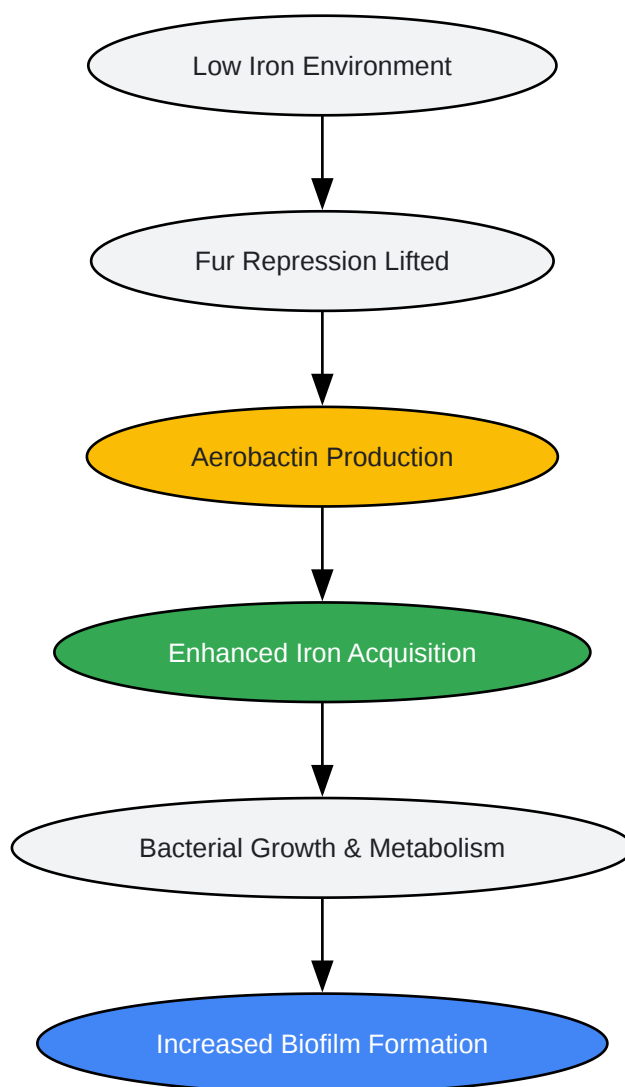 Low Iron Environment
Fur Repression Lifted
Aerobactin Production
Enhanced Iron Acquisition
Bacterial Growth & Metabolism
Increased Biofilm Formation